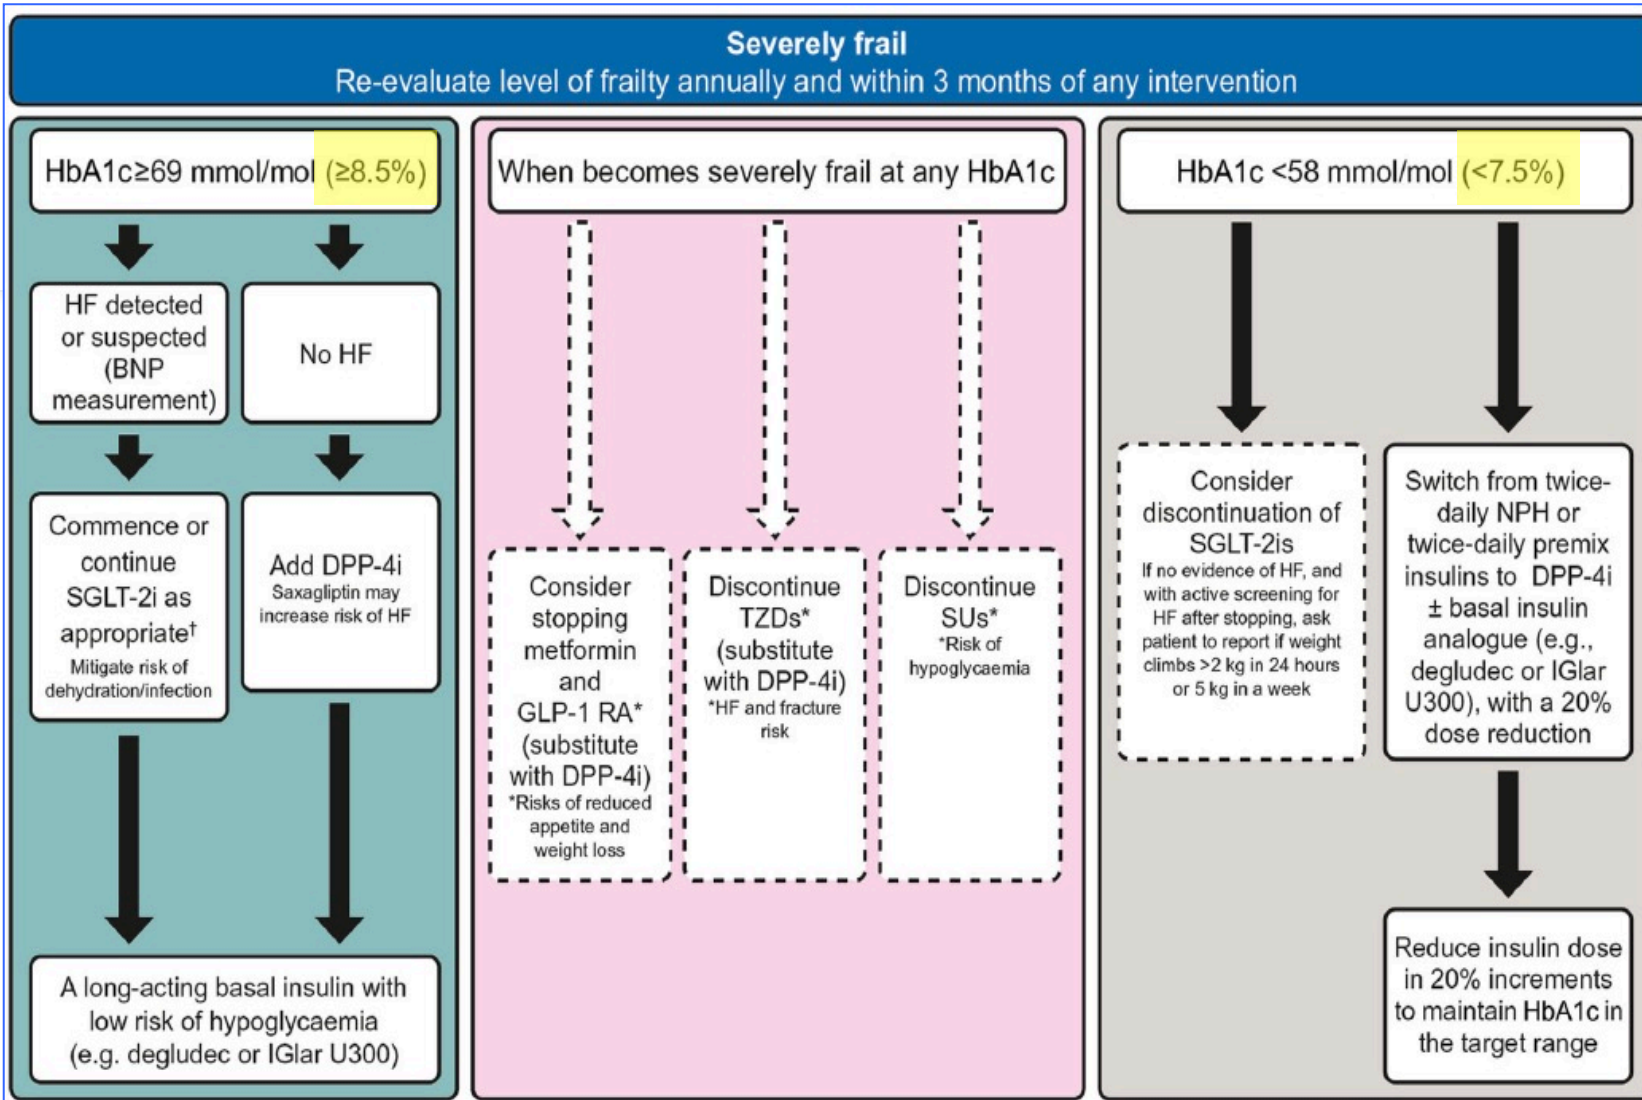 Severely frail
Re-evaluate level of frailty annually and within 3 months of any intervention
HbA1c≥69 mmol/mol (≥8.5%)
HF detected
or suspected
(BNP
measurement)
No HF
Commence or
continue
SGLT-2i as
appropriate†
Mitigate risk of
dehydration/infection
Add DPP-4i
Saxagliptin may
increase risk of HF
A long-acting basal insulin with
low risk of hypoglycaemia
(e.g. degludec or IGlar U300)
When becomes severely frail at any HbA1c
Consider
stopping
metformin
and
GLP-1 RA*
(substitute
with DPP-4i)
*Risks of reduced
appetite and
weight loss
Discontinue
TZDs*
(substitute
with DPP-4i)
*HF and fracture
risk
Discontinue
SUs*
*Risk of
hypoglycaemia
HbA1c <58 mmol/mol (<7.5%)
Consider
discontinuation of
SGLT-2is
If no evidence of HF, and
with active screening for
HF after stopping, ask
patient to report if weight
climbs >2 kg in 24 hours
or 5 kg in a week
Switch from twice-
daily NPH or
twice-daily premix
insulins to DPP-4i
± basal insulin
analogue (e.g.,
degludec or IGlar
U300), with a 20%
dose reduction
Reduce insulin dose
in 20% increments
to maintain HbA1c in
the target range